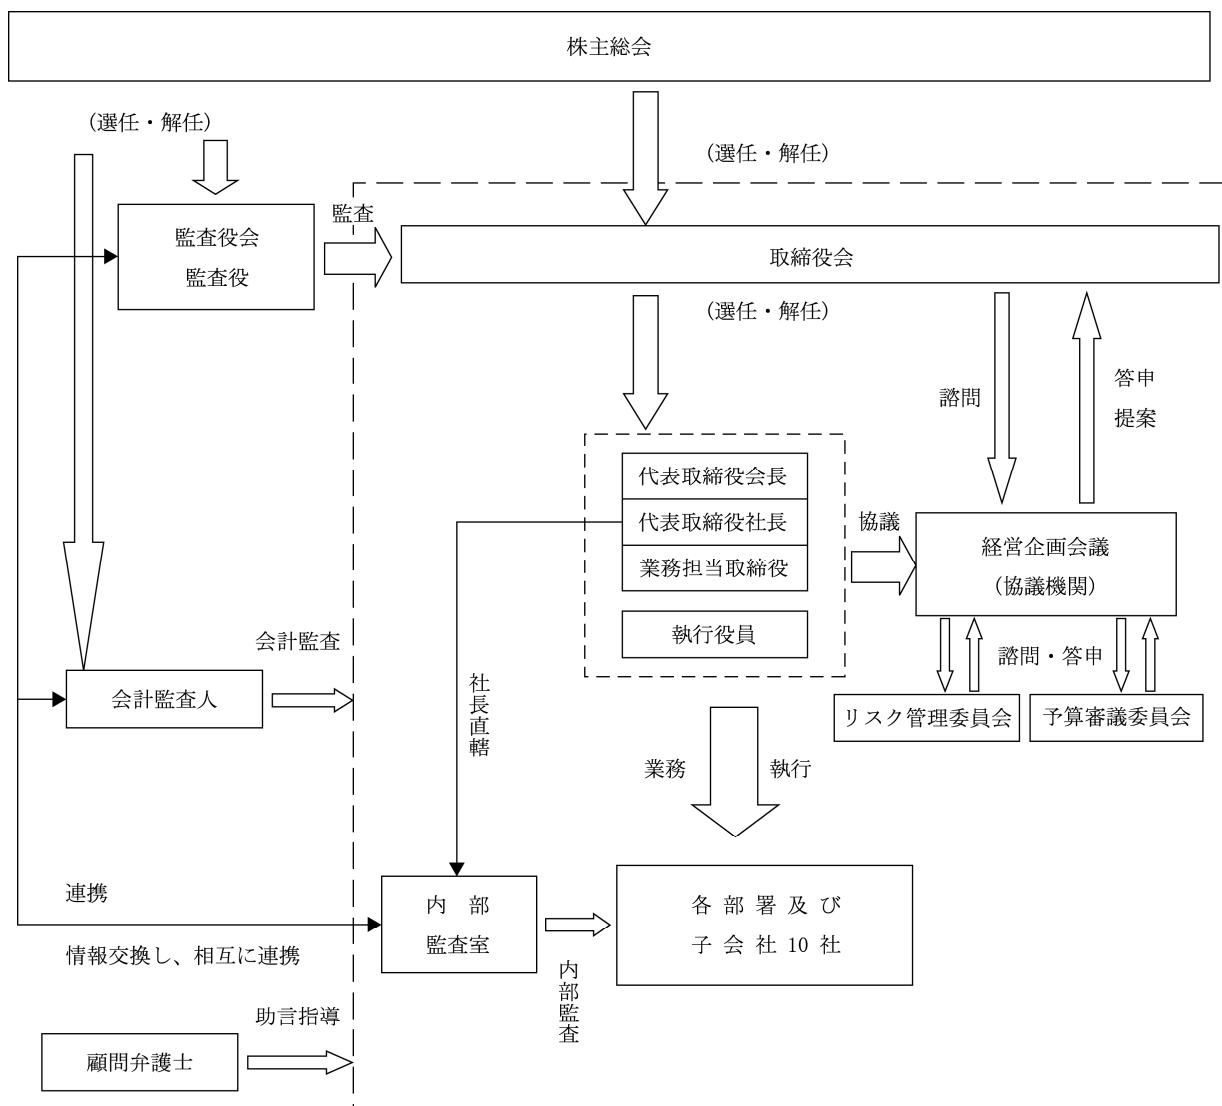 株主総会
（選任・解任）
（選任・解任）
監査
監査役会
監査役
取締役会
（選任・解任）
諮問
答申
提案
代表取締役会長
代表取締役社長
業務担当取締役
執行役員
協議
経営企画会議
（協議機関）
諮問・答申
リスク管理委員会
予算審議委員会
会計監査
会計監査人
社長直轄
業務
執行
連携
情報交換し、相互に連携
内 部
監査室
内部監査
各 部 署 及 び
子 会 社 10 社
助言指導
顧問弁護士